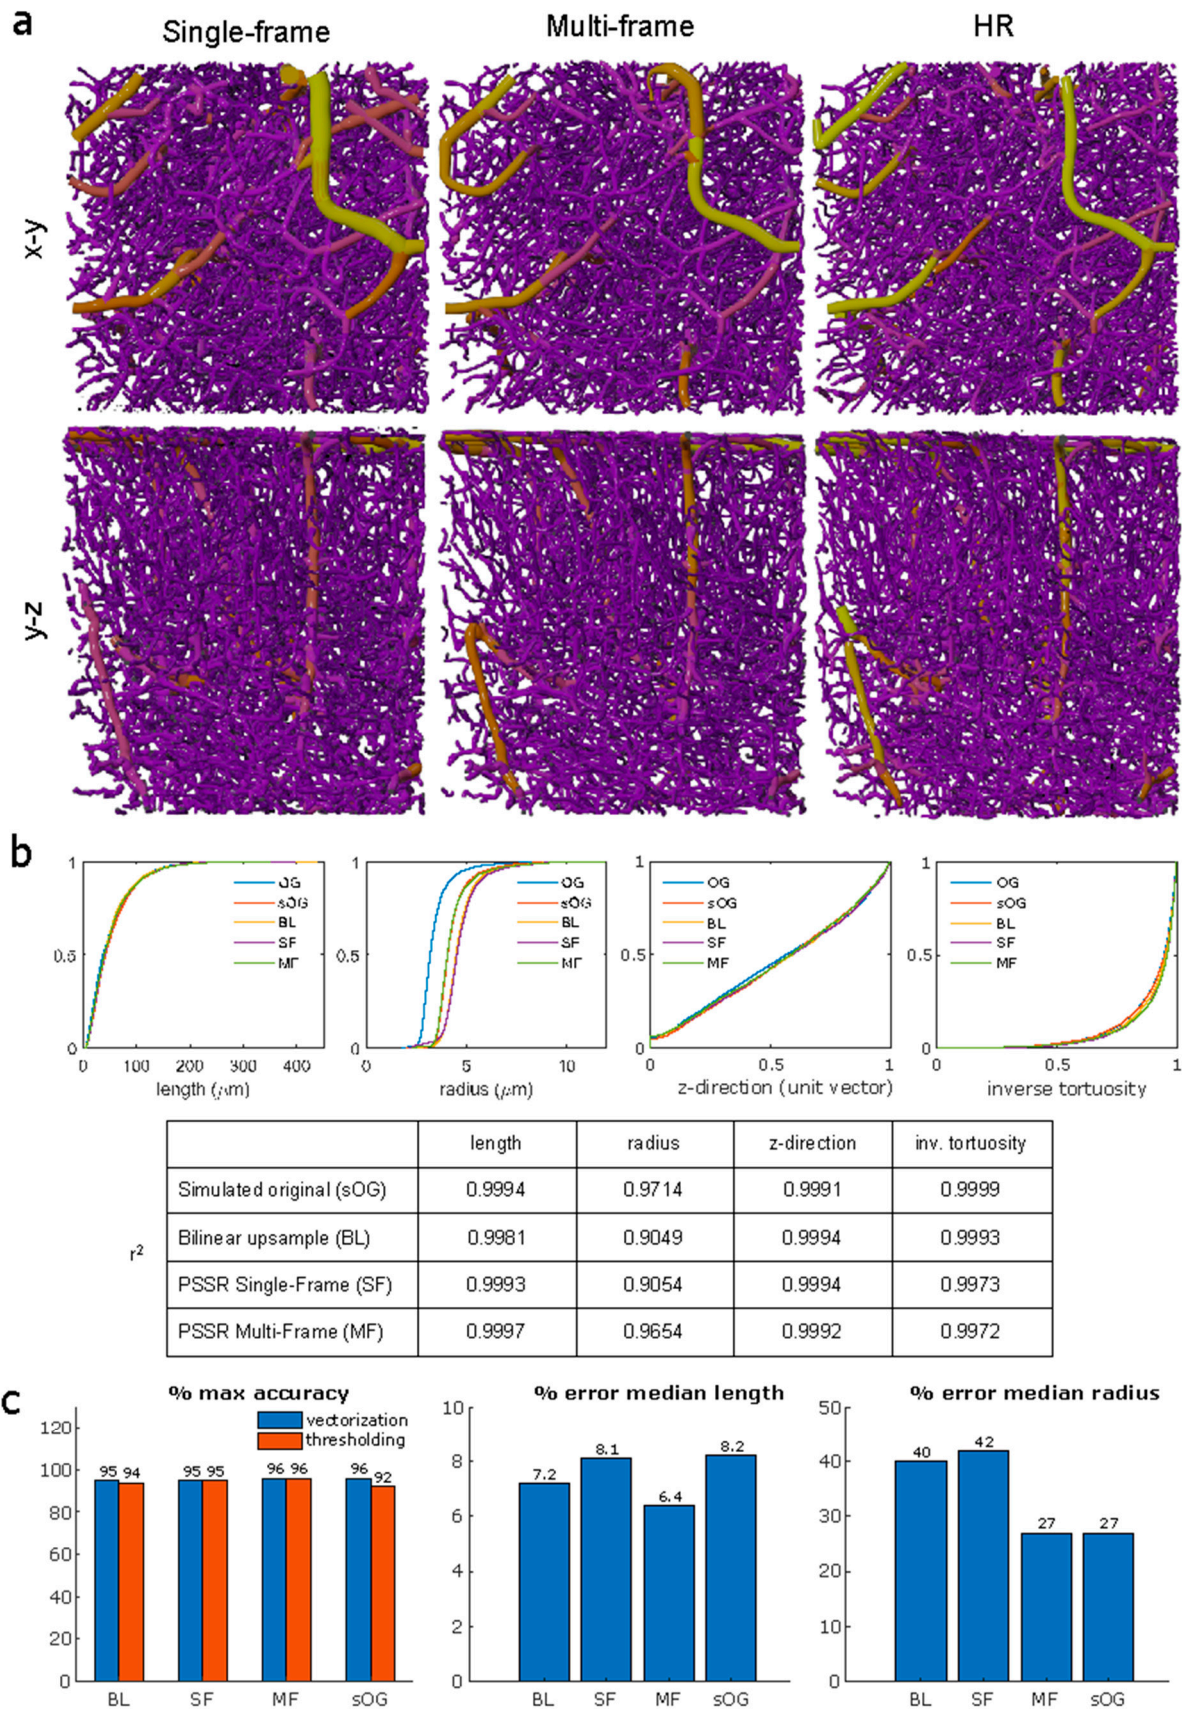 a
Single-frame
Multi-frame
HR
x-y
y-z
b
1
0.5
0
0 100 200 300 400
length (μm)
OG
sOG
BL
SF
MF
1
0.5
0
0 5 10
radius (μm)
OG
sOG
BL
SF
MF
1
0.5
0
0 0.5 1
z-direction (unit vector)
OG
sOG
BL
SF
MF
1
0.5
0
0 0.5 1
inverse tortuosity
OG
sOG
BL
SF
MF
length radius z-direction inv. tortuosity
Simulated original (sOG) 0.9994 0.9714 0.9991 0.9999
Bilinear upsample (BL) 0.9981 0.9049 0.9994 0.9993
r²
PSSR Single-Frame (SF) 0.9993 0.9054 0.9994 0.9973
PSSR Multi-Frame (MF) 0.9997 0.9654 0.9992 0.9972
c
% max accuracy
vectorization
thresholding
120
100
80
60
40
20
0
95 94 95 95 96 96 96 92
BL SF MF sOG
% error median length
10
8
6
4
2
0
7.2 8.1 6.4 8.2
BL SF MF sOG
% error median radius
50
40
30
20
10
0
40 42 27 27
BL SF MF sOG